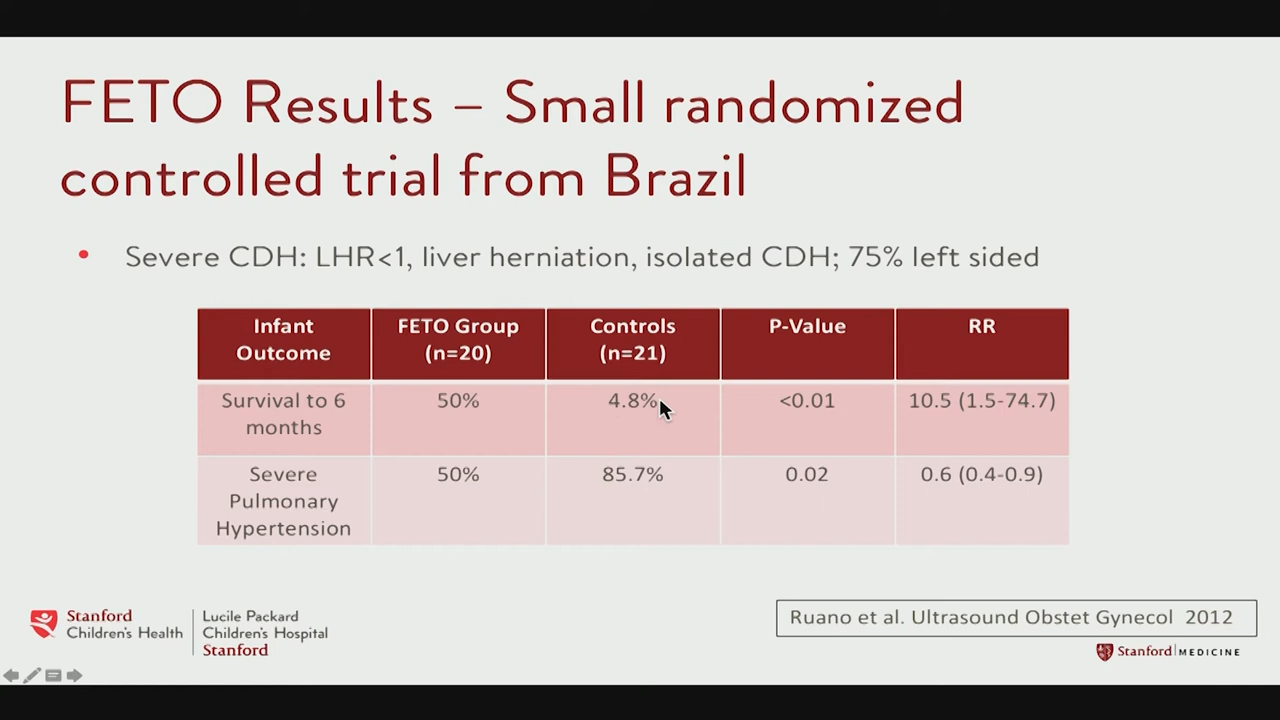 FETO Results – Small randomized
controlled trial from Brazil
• Severe CDH: LHR<1, liver herniation, isolated CDH; 75% left sided
Infant Outcome FETO Group (n=20) Controls (n=21) P-Value RR
Survival to 6 months 50% 4.8% <0.01 10.5 (1.5-74.7)
Severe Pulmonary Hypertension 50% 85.7% 0.02 0.6 (0.4-0.9)
Stanford
Children's Health
Lucile Packard
Children's Hospital
Stanford
Ruano et al. Ultrasound Obstet Gynecol 2012
Stanford MEDICINE